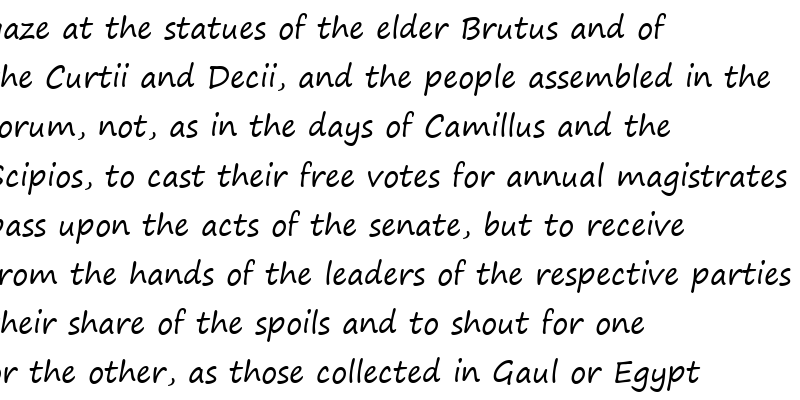 gaze at the statues of the elder Brutus and of
the Curtii and Decii, and the people assembled in the
forum, not, as in the days of Camillus and the
Scipios, to cast their free votes for annual magistrates
pass upon the acts of the senate, but to receive
from the hands of the leaders of the respective parties
their share of the spoils and to shout for one
or the other, as those collected in Gaul or Egypt